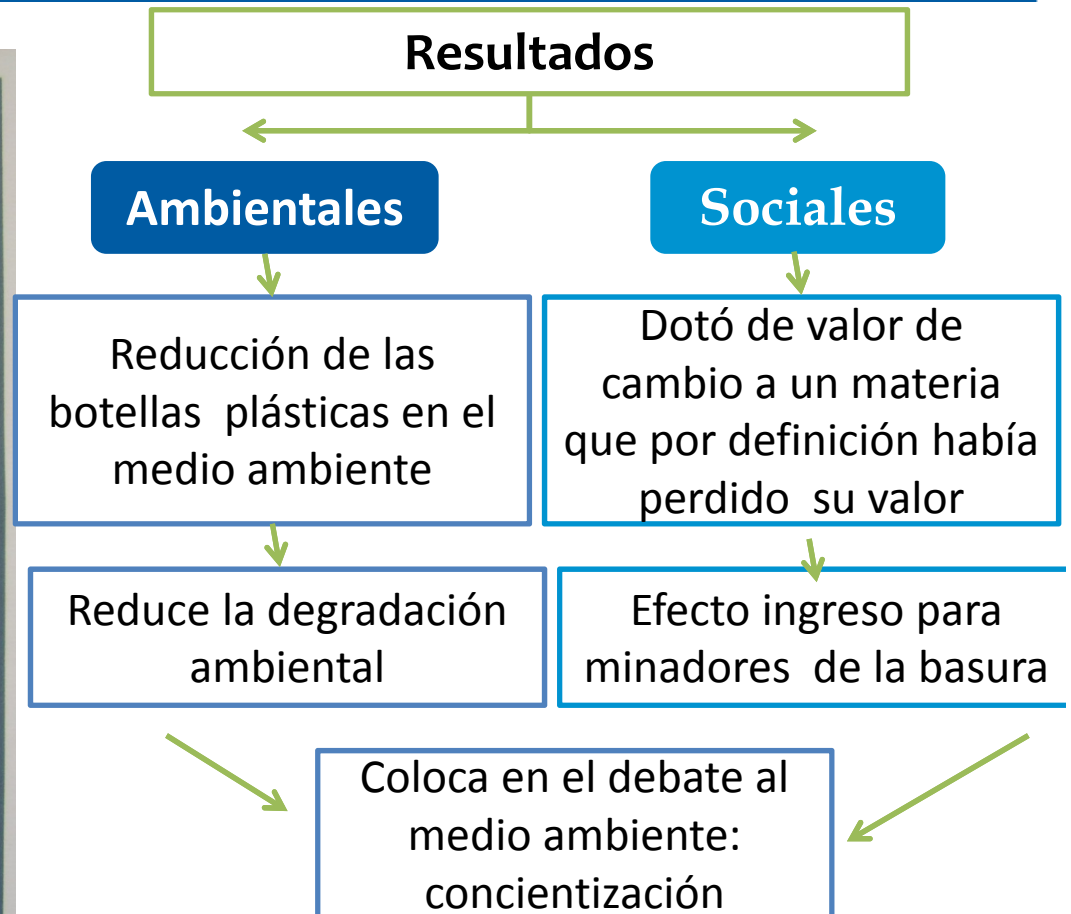 Resultados
Ambientales
Sociales
Reducción de las
botellas plásticas en el
medio ambiente
Dotó de valor de
cambio a un materia
que por definición había
perdido su valor
Reduce la degradación
ambiental
Efecto ingreso para
minadores de la basura
Coloca en el debate al
medio ambiente:
concientización